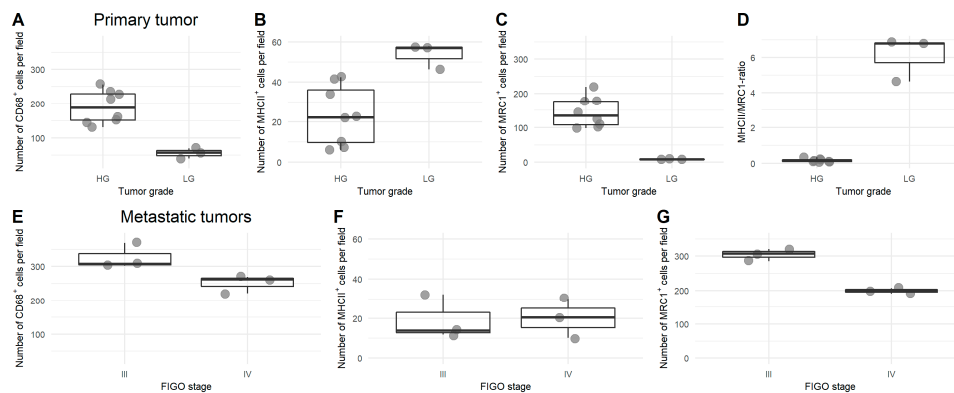 A
Primary tumor
Number of CD68⁺ cells per field
300
200
100
HG
LG
Tumor grade
B
Number of MHCII⁺ cells per field
60
40
20
0
HG
LG
Tumor grade
C
Number of MRC1⁺ cells per field
300
200
100
0
HG
LG
Tumor grade
D
MHCII/MRC1-ratio
6
4
2
0
HG
LG
Tumor grade
E
Metastatic tumors
Number of CD68⁺ cells per field
300
200
100
III
IV
FIGO stage
F
Number of MHCII⁺ cells per field
60
40
20
0
III
IV
FIGO stage
G
Number of MRC1⁺ cells per field
300
200
100
0
III
IV
FIGO stage